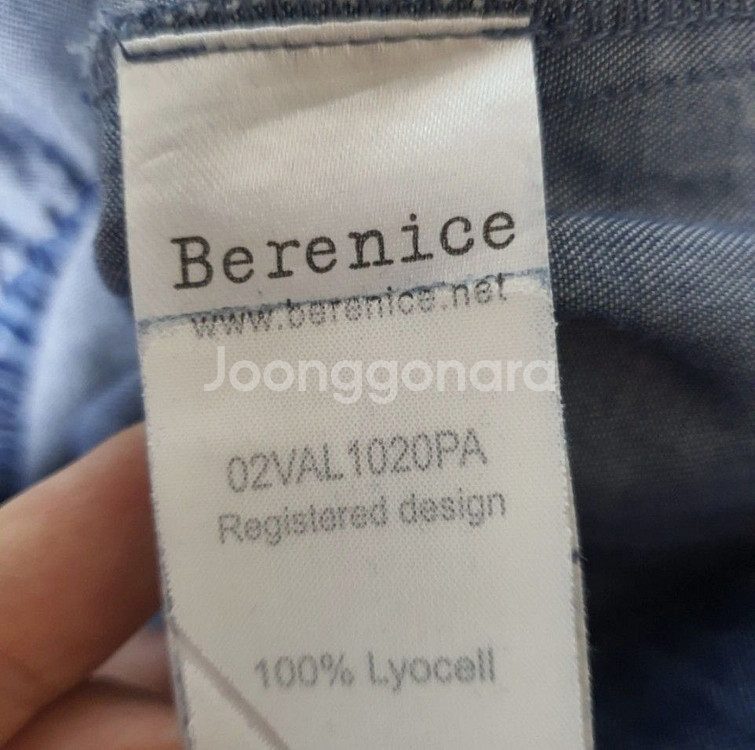 Berenice
www.berenice.net
Joonggonara
02VAL1020PA
Registered design
100% Lyocell